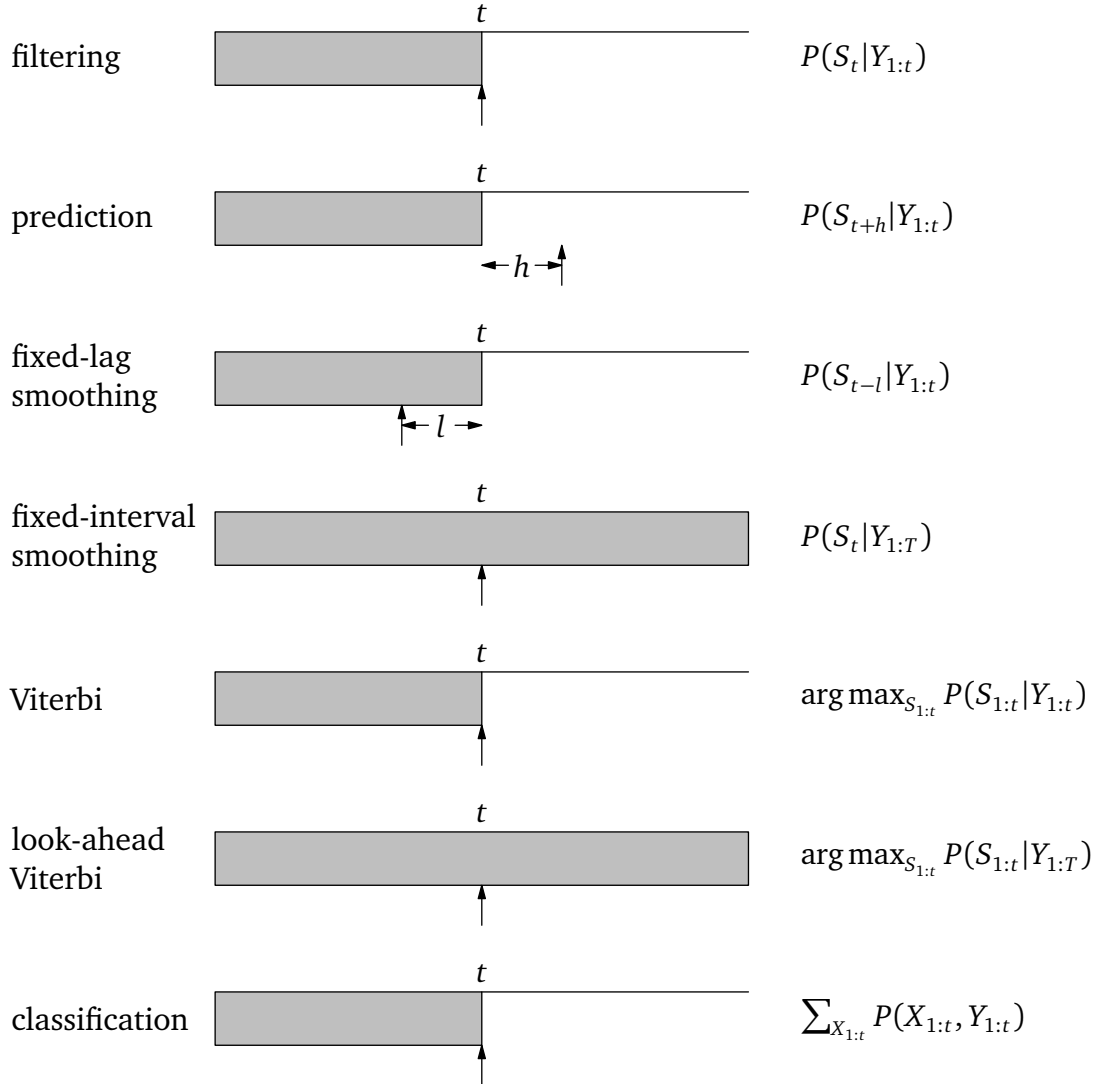 t
filtering P(S_t|Y_{1:t})
t
prediction P(S_{t+h}|Y_{1:t})
h
t
fixed-lag
smoothing P(S_{t−l}|Y_{1:t})
l
t
fixed-interval
smoothing P(S_t|Y_{1:T})
t
Viterbi arg max_{S_{1:t}} P(S_{1:t}|Y_{1:t})
t
look-ahead
Viterbi arg max_{S_{1:t}} P(S_{1:t}|Y_{1:T})
t
classification ∑_{X_{1:t}} P(X_{1:t}, Y_{1:t})